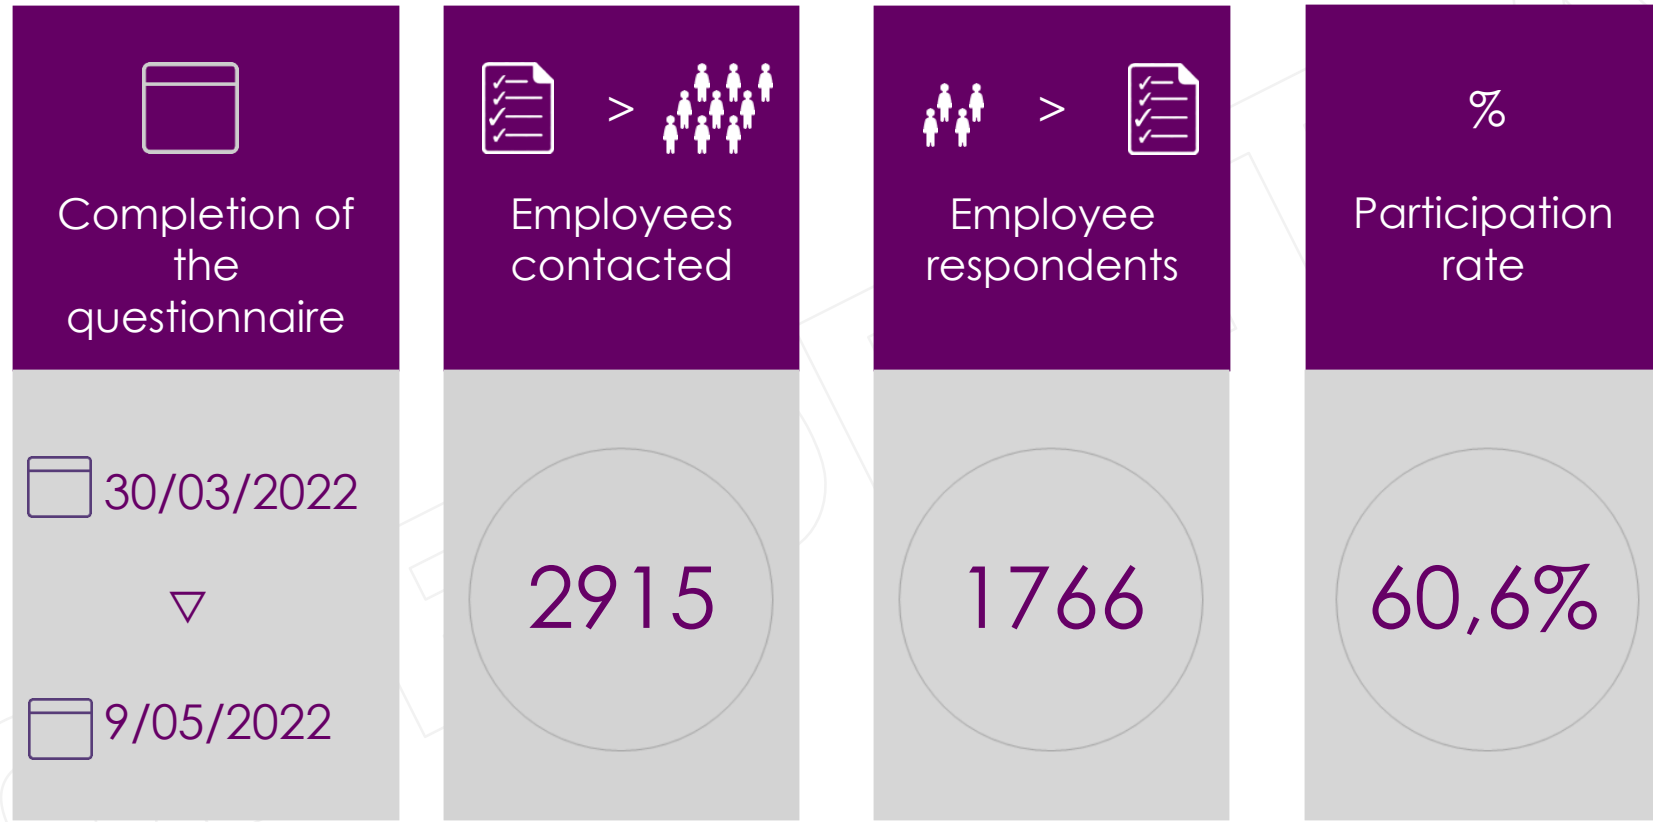 Completion of
the
questionnaire
30/03/2022
9/05/2022
>
Employees
contacted
2915
>
Employee
respondents
1766
%
Participation
rate
60,6%